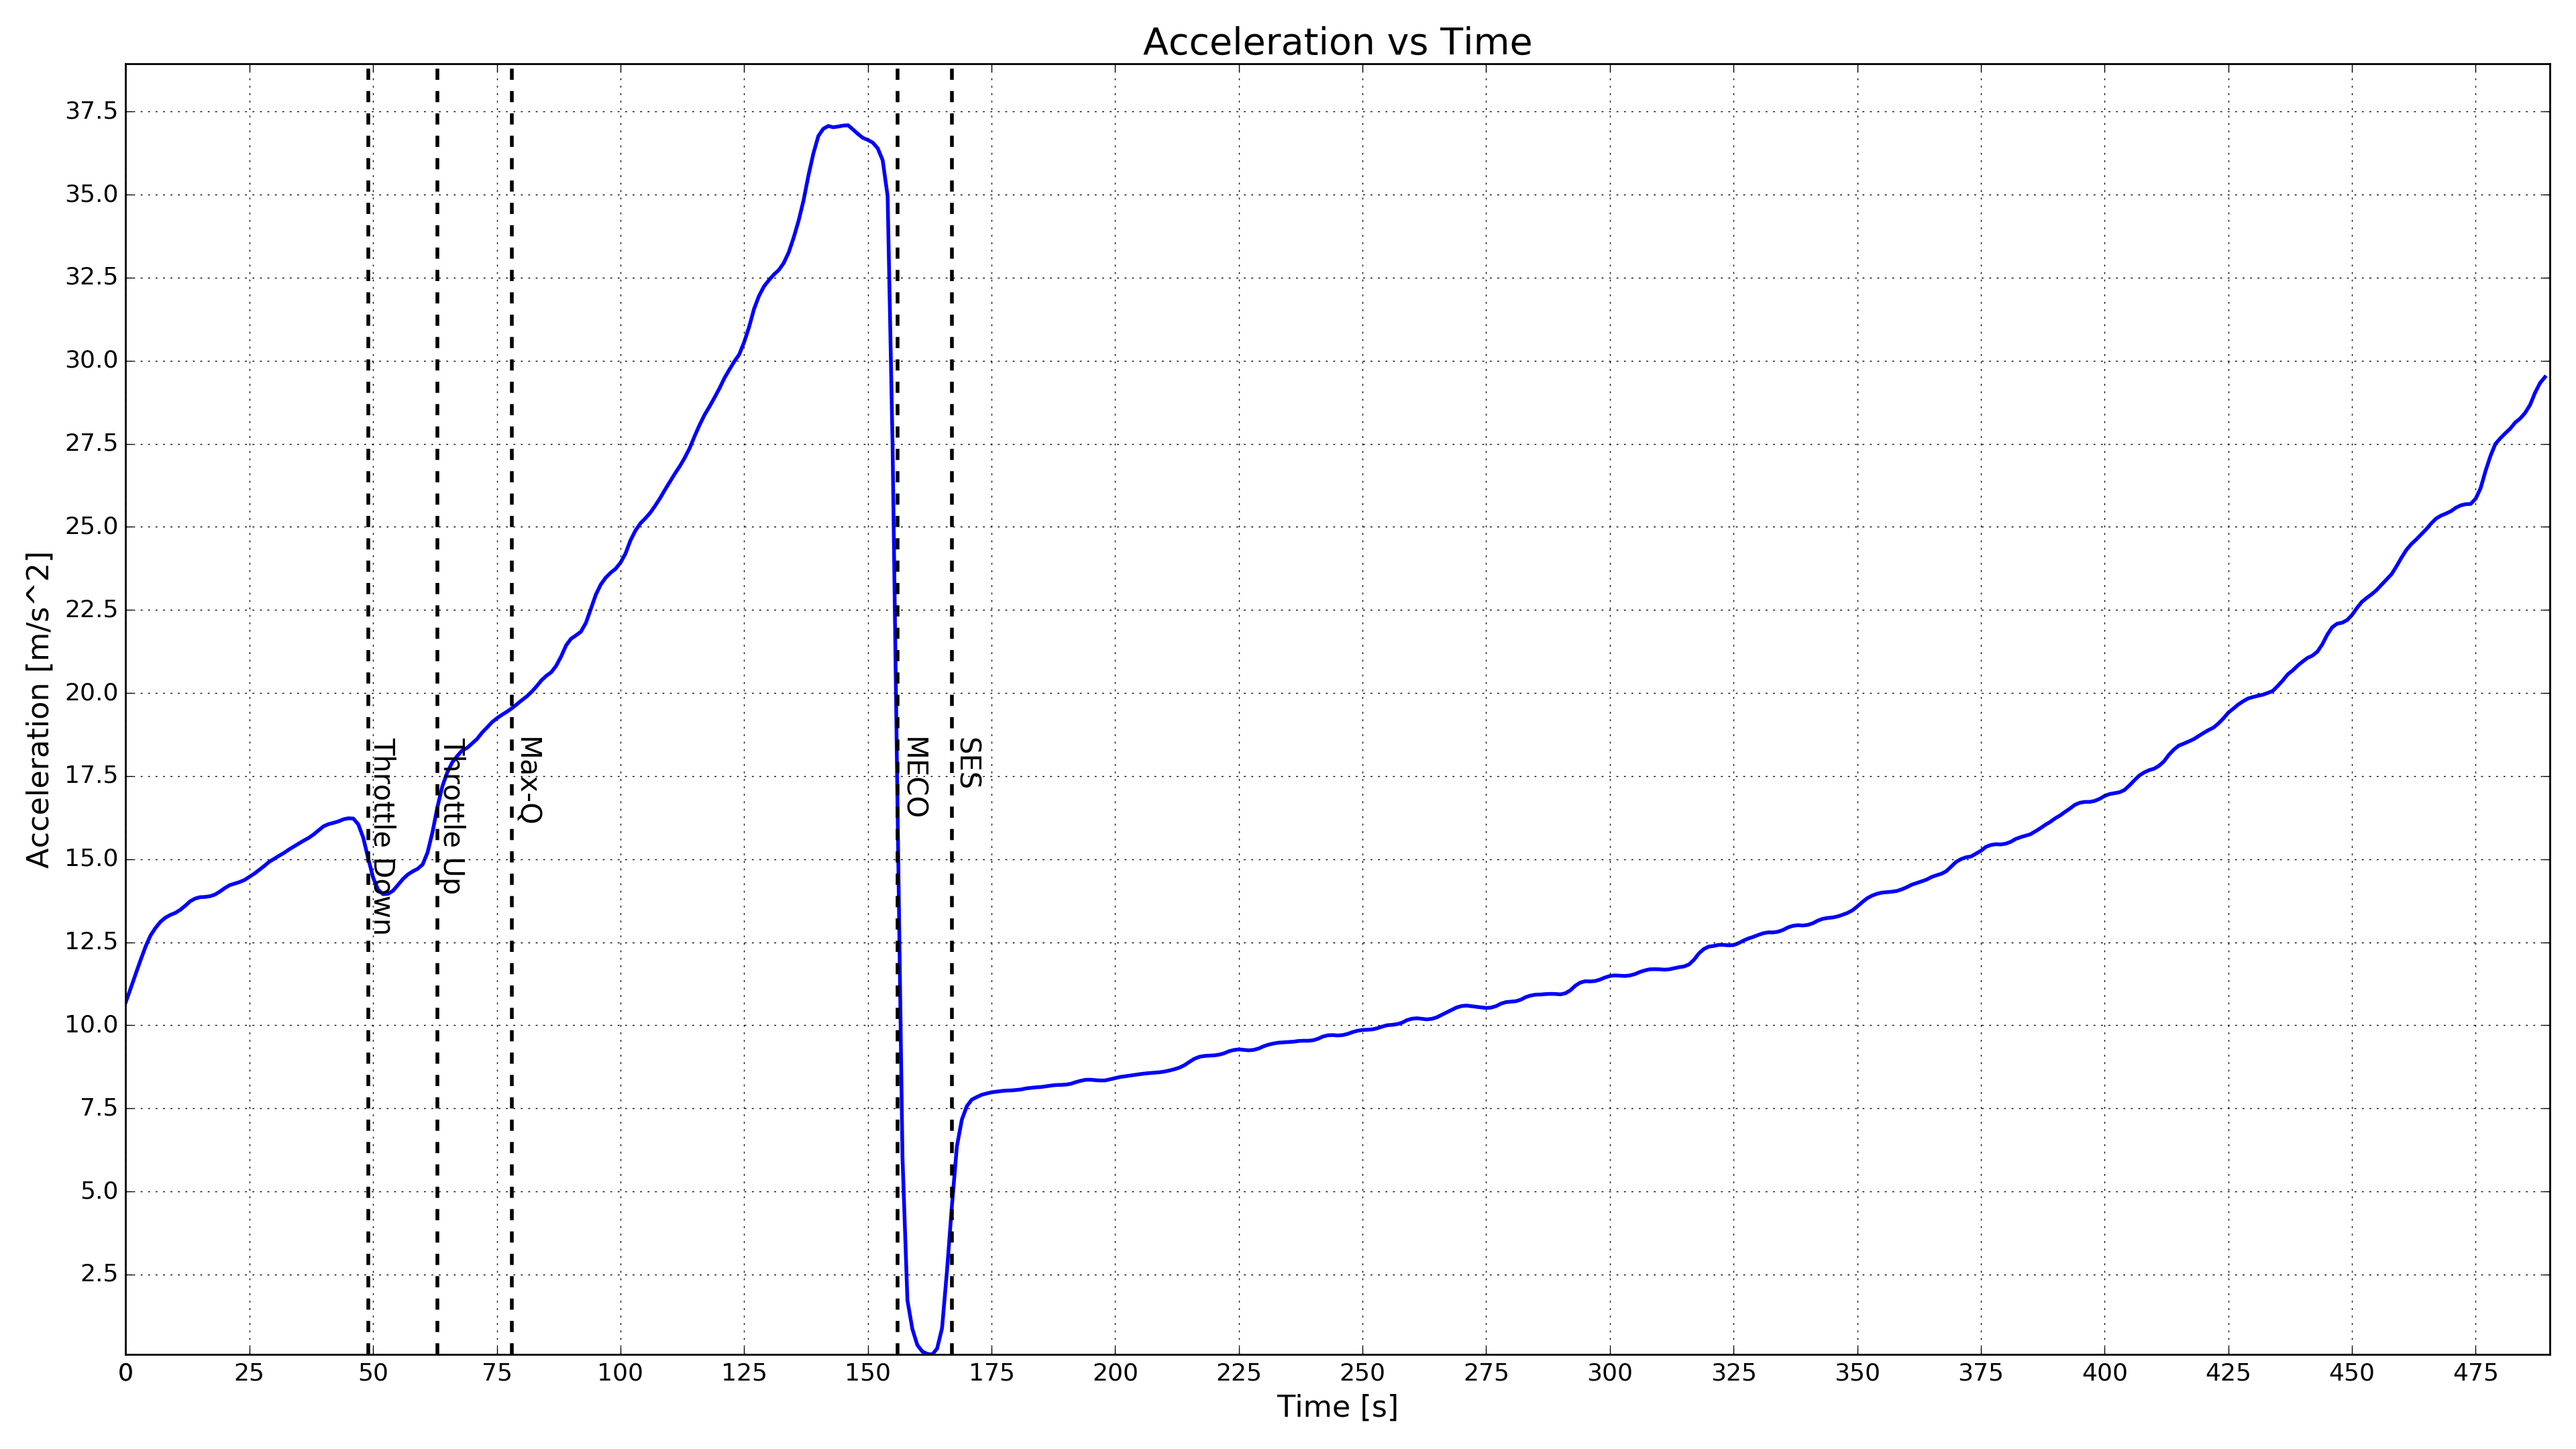 Acceleration vs Time
Acceleration [m/s^2]
37.5
35.0
32.5
30.0
27.5
25.0
22.5
20.0
17.5
15.0
12.5
10.0
7.5
5.0
2.5
Throttle Down
Throttle Up
Max-Q
MECO
SES
0 25 50 75 100 125 150 175 200 225 250 275 300 325 350 375 400 425 450 475
Time [s]